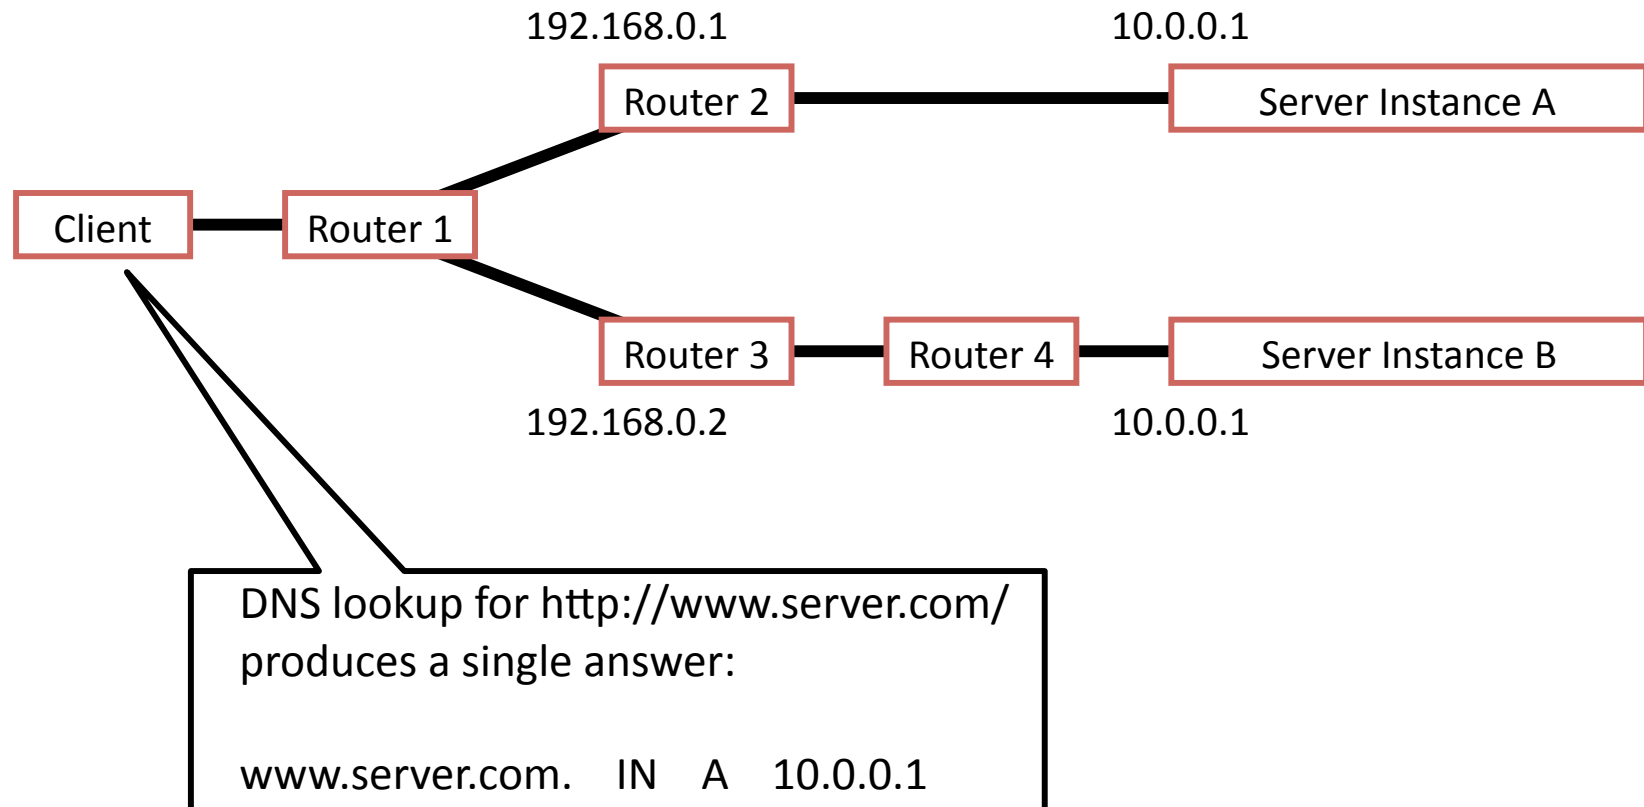 192.168.0.1 10.0.0.1
Router 2 Server Instance A
Client Router 1
Router 3 Router 4 Server Instance B
192.168.0.2 10.0.0.1
DNS lookup for http://www.server.com/
produces a single answer:
www.server.com. IN A 10.0.0.1